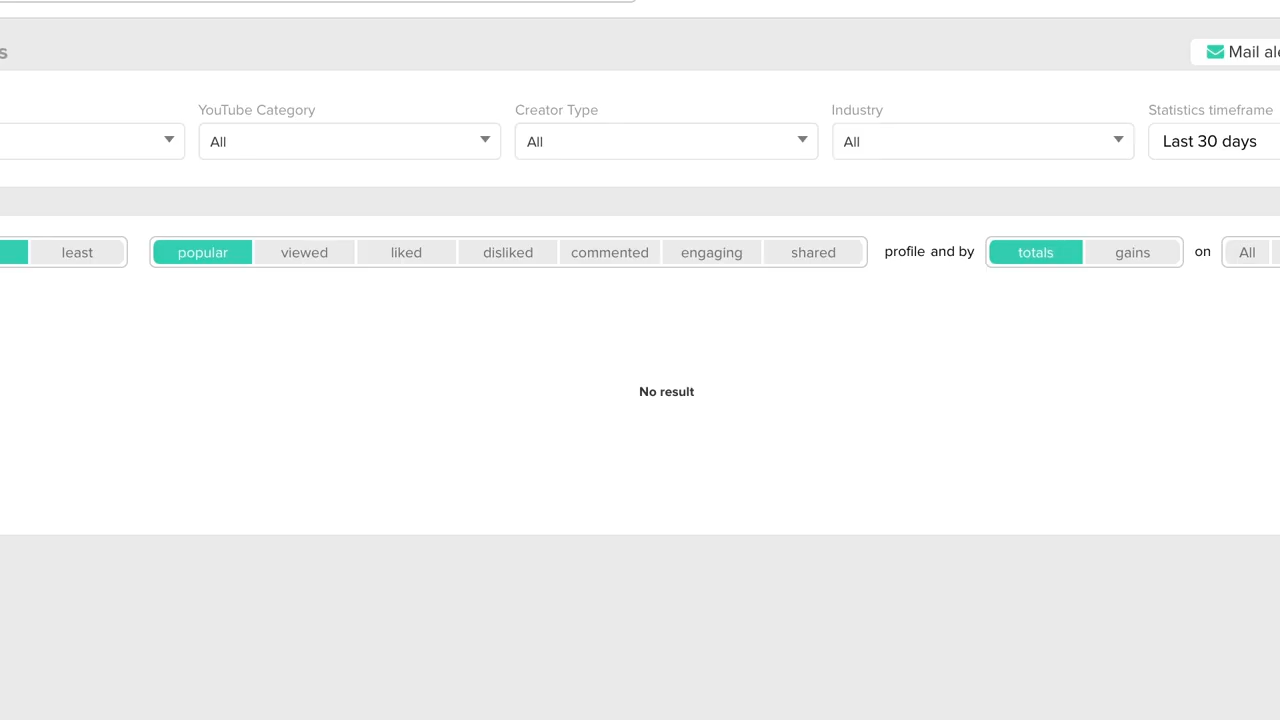 s
Mail ale
YouTube Category
Creator Type
Industry
Statistics timeframe
All
All
All
Last 30 days
least
popular
viewed
liked
disliked
commented
engaging
shared
profile and by
totals
gains
on
All
No result